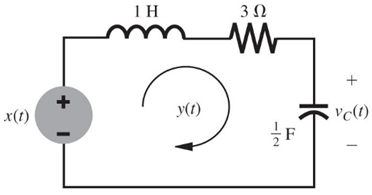 1 H
3 Ω
+
x(t)
+
−
y(t)
1/2 F
v_C(t)
−